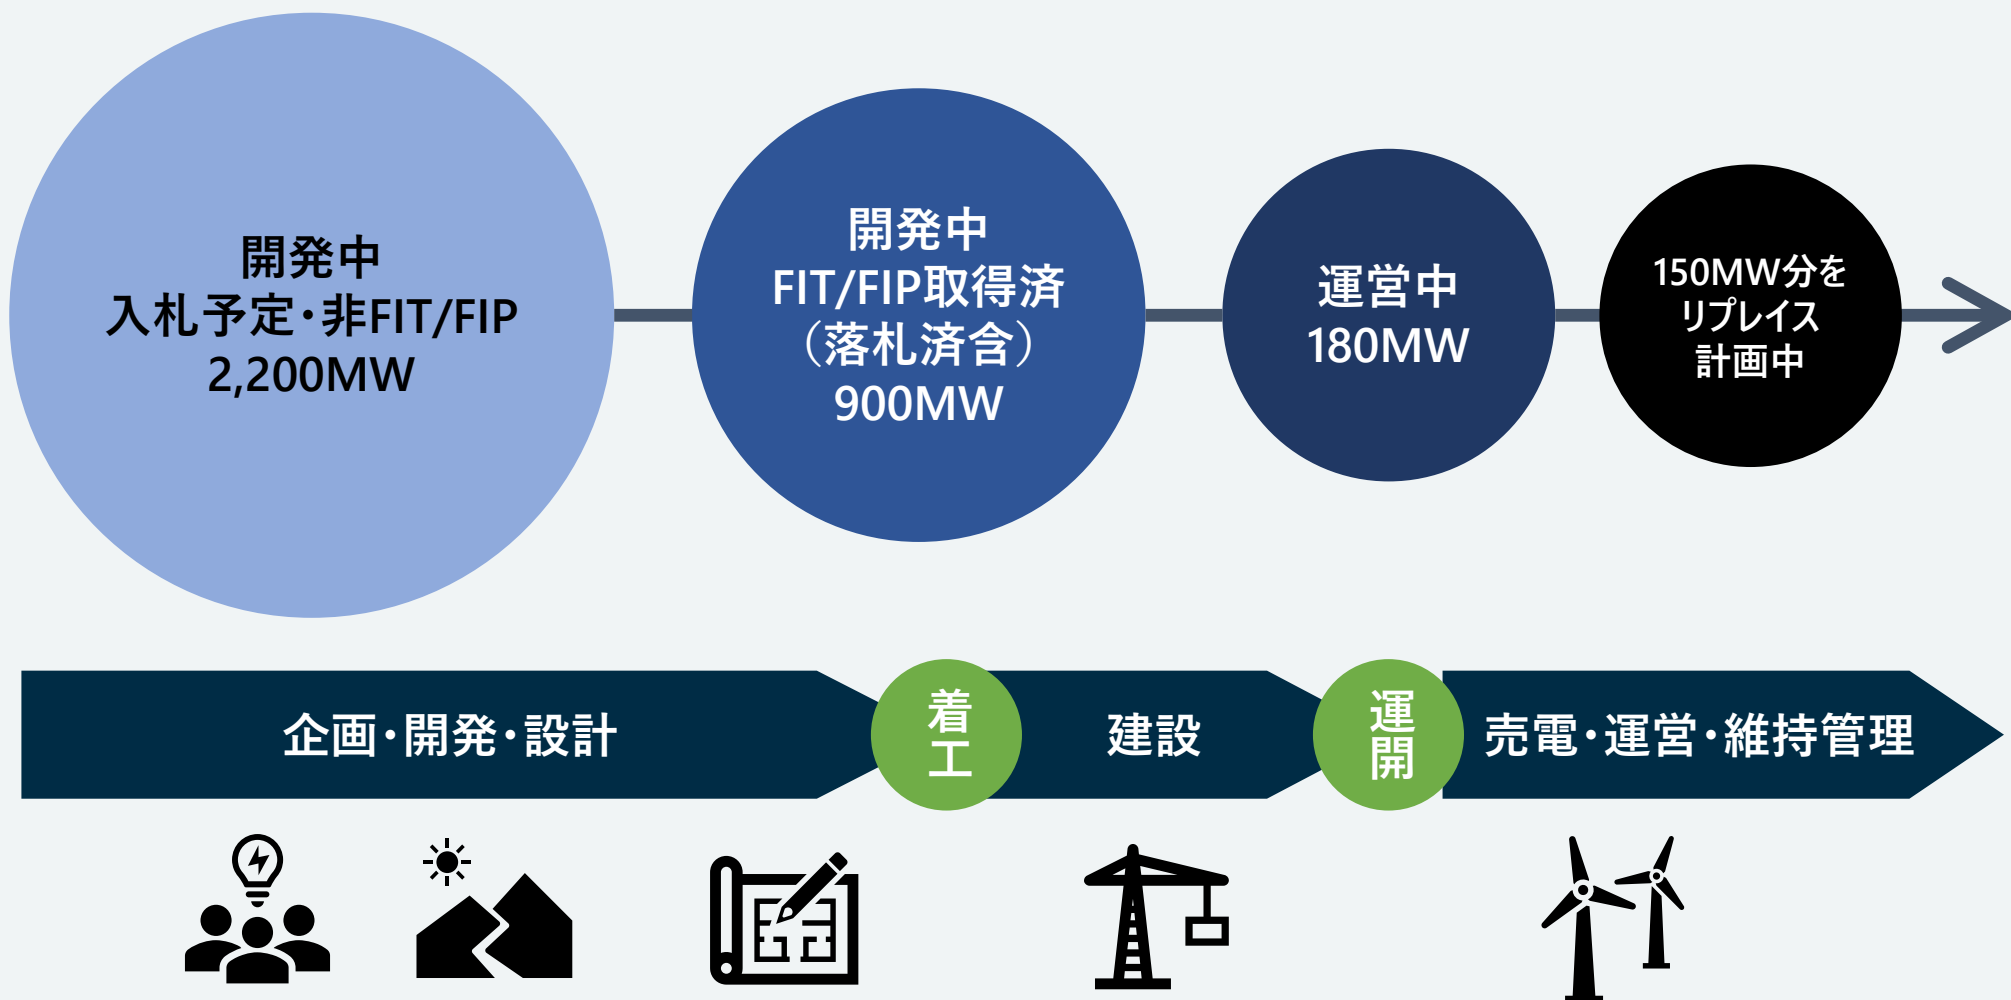 開発中
入札予定・非FIT/FIP
2,200MW
開発中
FIT/FIP取得済
（落札済含）
900MW
運営中
180MW
150MW分を
リプレイス
計画中
企画・開発・設計
着工
建設
運開
売電・運営・維持管理